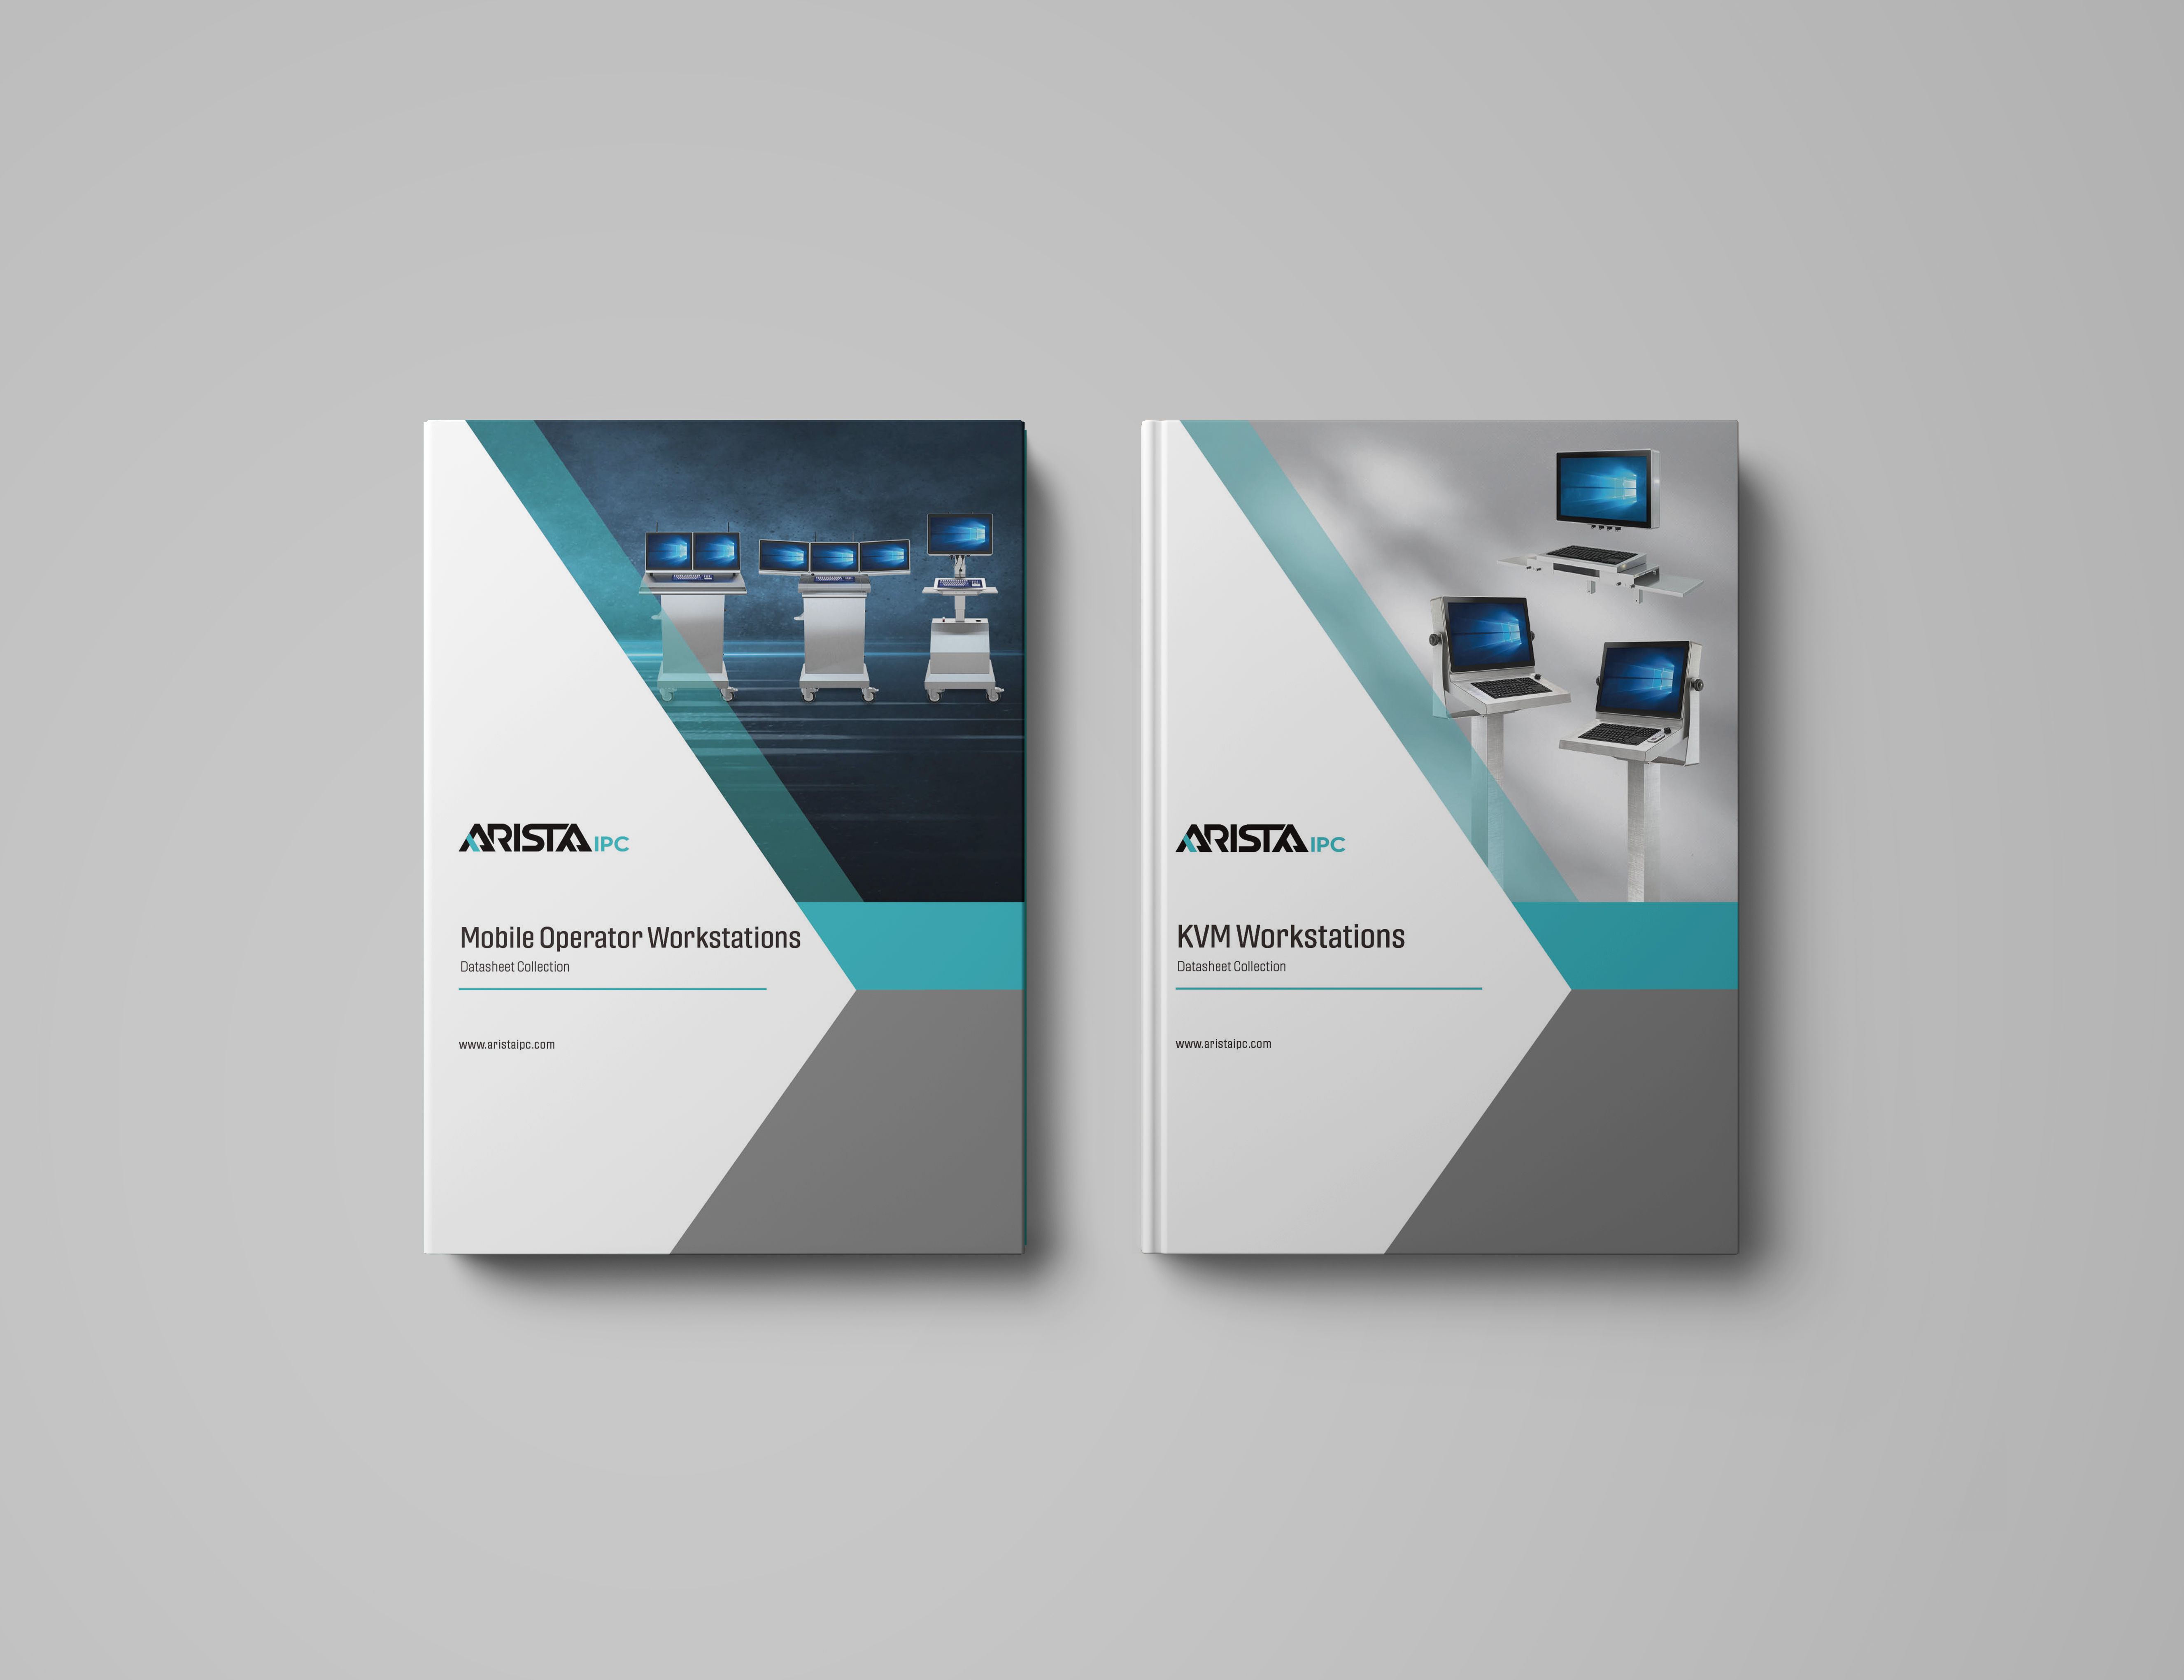 ARISTA IPC
Mobile Operator Workstations
Datasheet Collection
www.aristaipc.com
ARISTA IPC
KVM Workstations
Datasheet Collection
www.aristaipc.com